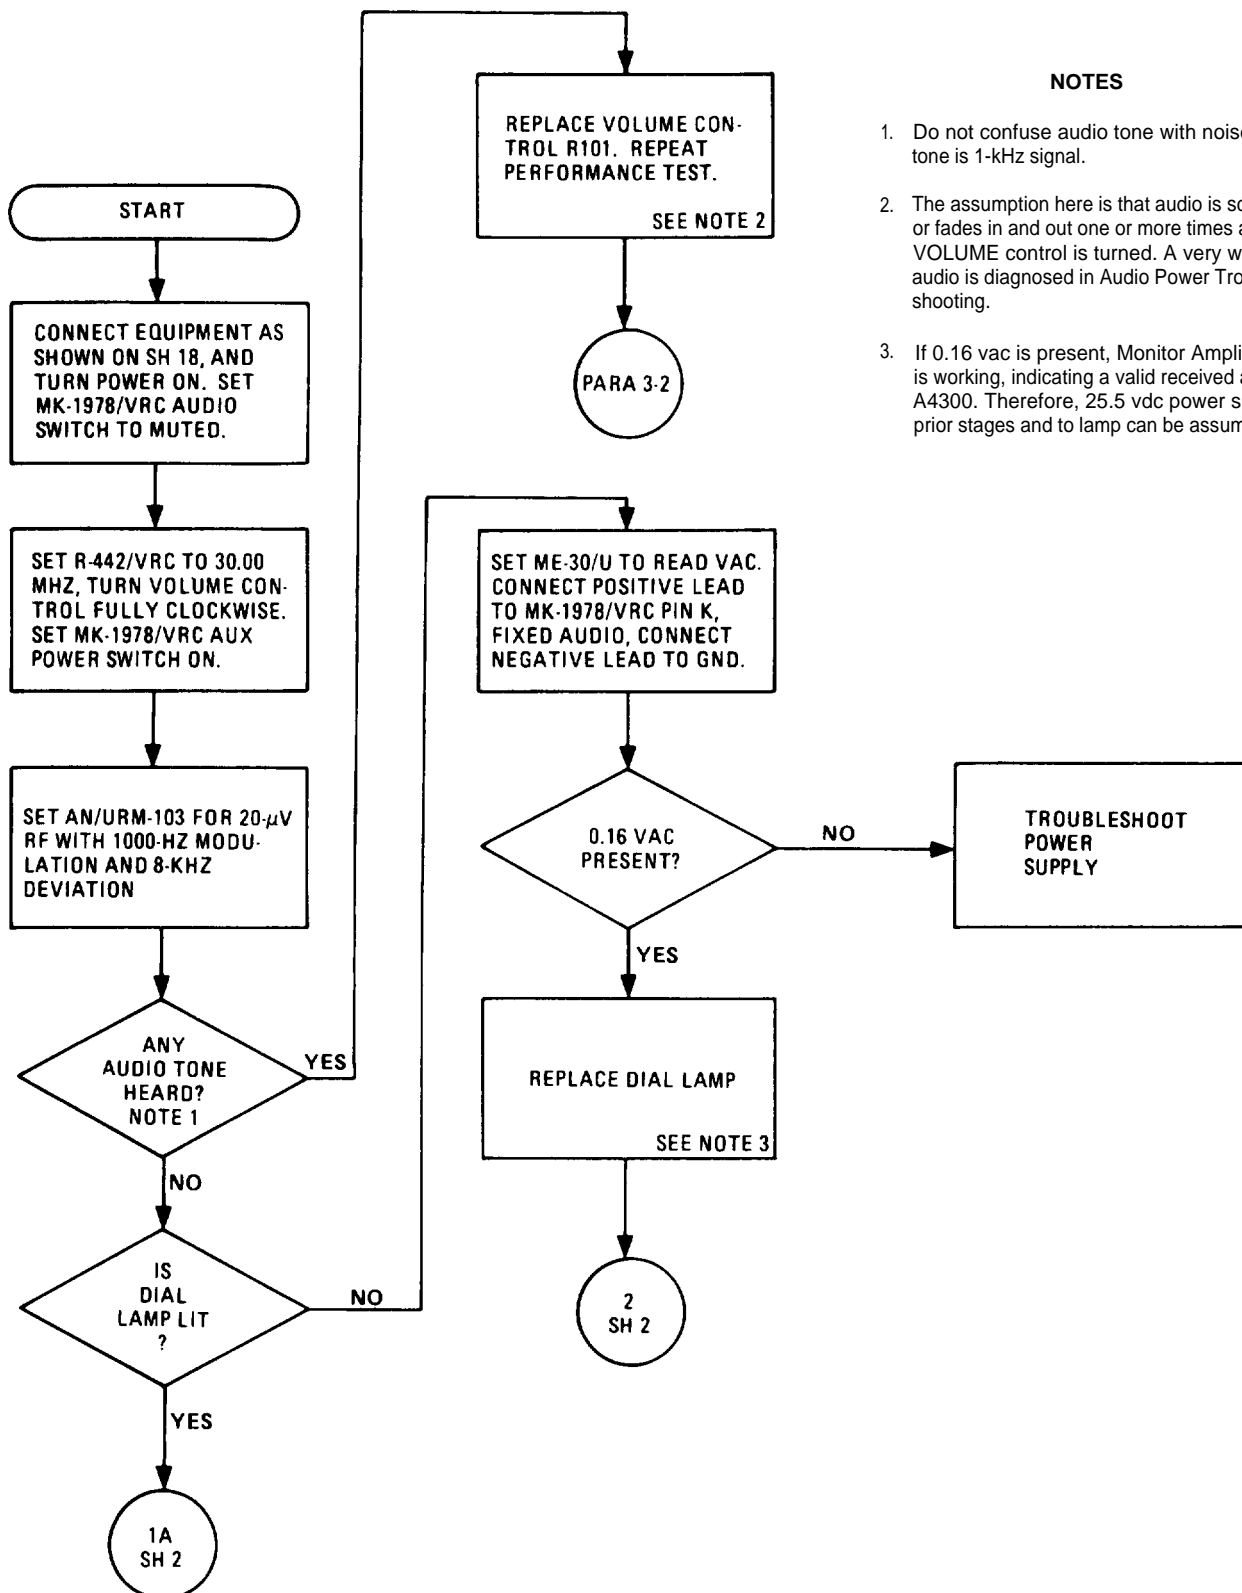 START
CONNECT EQUIPMENT AS
SHOWN ON SH 18, AND
TURN POWER ON. SET
MK-1978/VRC AUDIO
SWITCH TO MUTED.
SET R-442/VRC TO 30.00
MHZ, TURN VOLUME CON-
TROL FULLY CLOCKWISE.
SET MK-1978/VRC AUX
POWER SWITCH ON.
SET AN/URM-103 FOR 20-μV
RF WITH 1000-HZ MODU-
LATION AND 8-KHZ
DEVIATION
ANY
AUDIO TONE
HEARD?
NOTE 1
YES
NO
IS
DIAL
LAMP LIT
?
NO
YES
1A
SH 2
REPLACE VOLUME CON-
TROL R101. REPEAT
PERFORMANCE TEST.
SEE NOTE 2
PARA 3-2
SET ME-30/U TO READ VAC.
CONNECT POSITIVE LEAD
TO MK-1978/VRC PIN K,
FIXED AUDIO, CONNECT
NEGATIVE LEAD TO GND.
0.16 VAC
PRESENT?
NO
YES
TROUBLESHOOT
POWER
SUPPLY
REPLACE DIAL LAMP
SEE NOTE 3
2
SH 2
NOTES
1. Do not confuse audio tone with
tone is 1-kHz signal.
2. The assumption here is that audio is
or fades in and out one or more times
VOLUME control is turned. A very
audio is diagnosed in Audio Power
shooting.
3. If 0.16 vac is present, Monitor
is working, indicating a valid received
A4300. Therefore, 25.5 vdc power
prior stages and to lamp can be